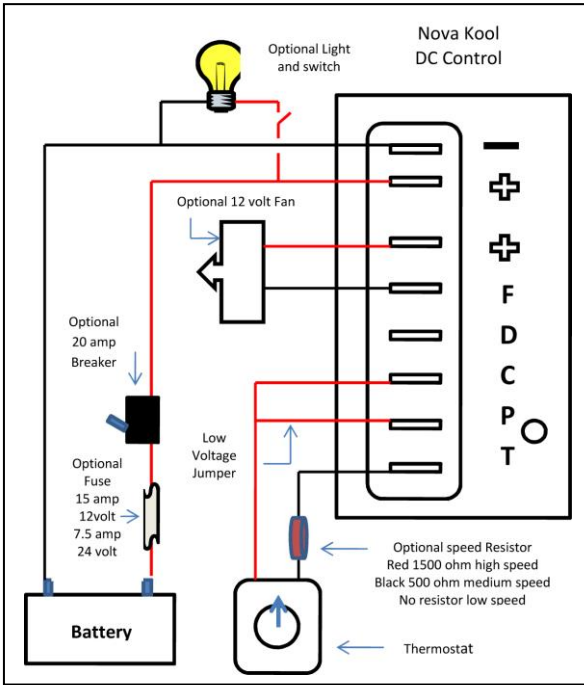 Nova Kool
DC Control
Optional Light
and switch
Optional 12 volt Fan
Optional
20 amp
Breaker
Optional
Fuse
15 amp
12volt
7.5 amp
24 volt
Low
Voltage
Jumper
F
D
C
P
T
Optional speed Resistor
Red 1500 ohm high speed
Black 500 ohm medium speed
No resistor low speed
Battery
Thermostat